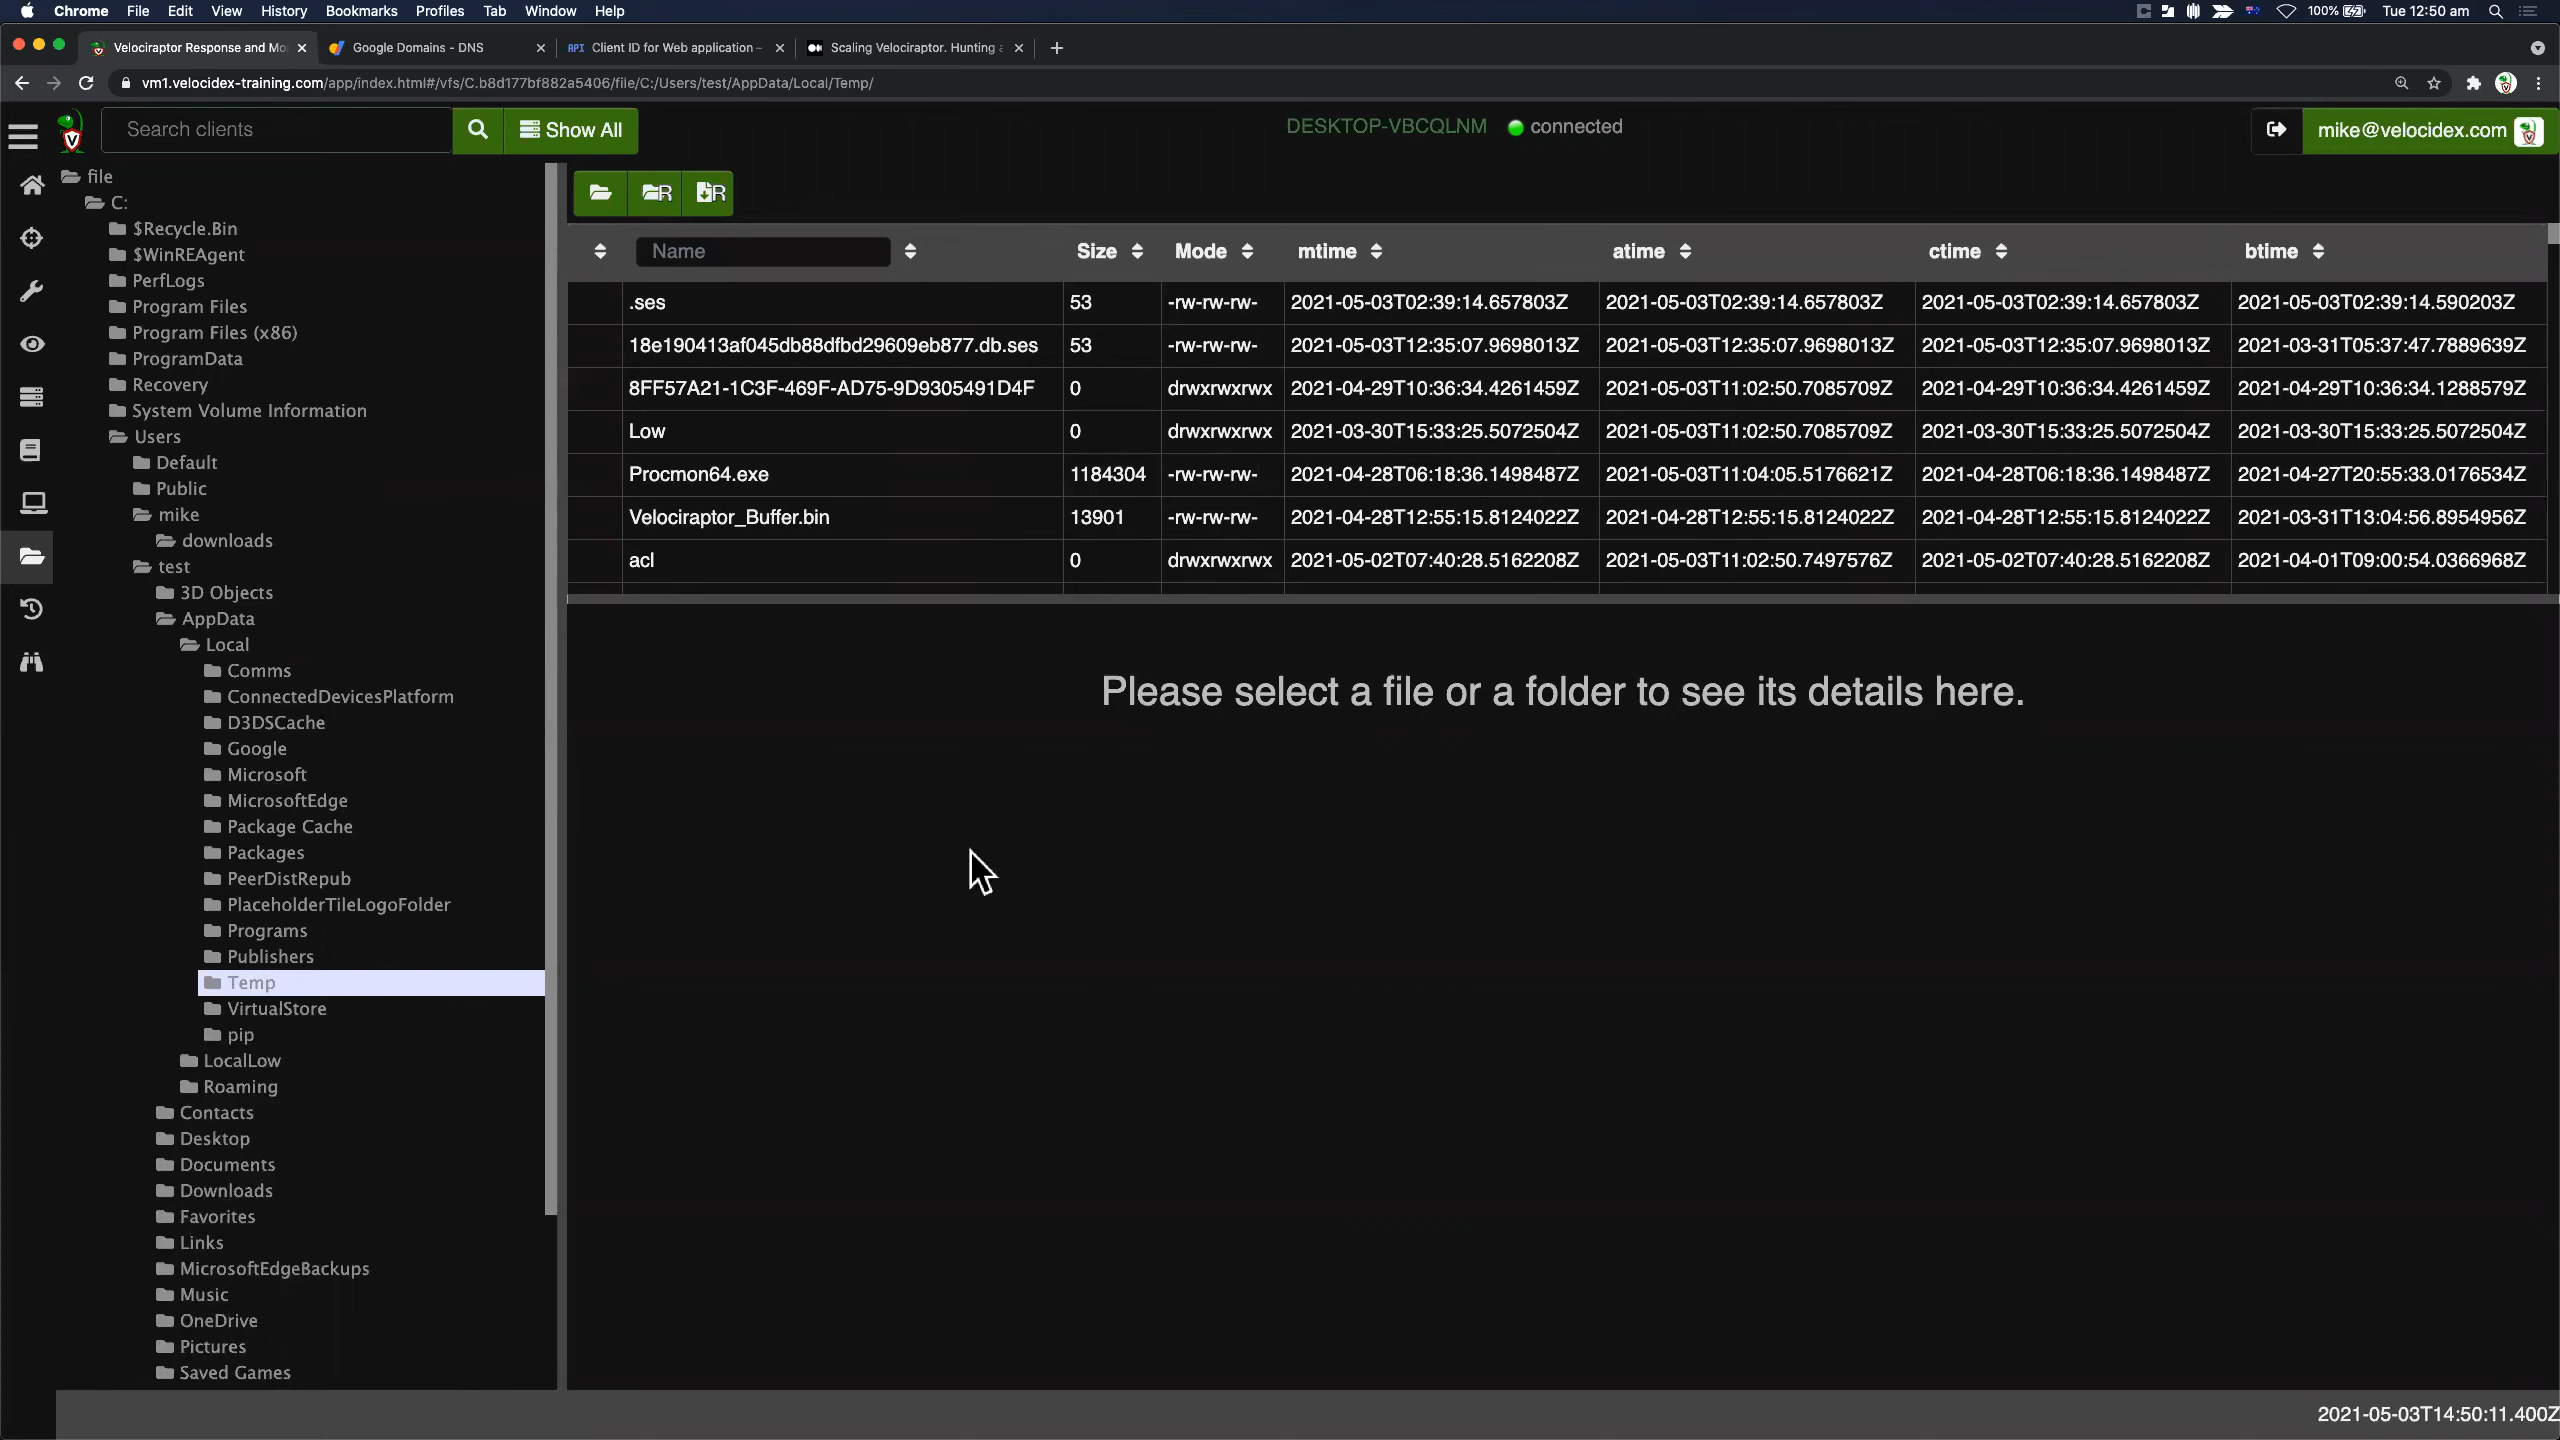 Chrome File Edit View History Bookmarks Profiles Tab Window Help 100% Tue 12:50 am
Velociraptor Response and Mo Google Domains - DNS API Client ID for Web application – Scaling Velociraptor. Hunting a
vm1.velocidex-training.com/app/index.html#/vfs/C.b8d177bf882a5406/file/C:/Users/test/AppData/Local/Temp/
Search clients Show All DESKTOP-VBCQLNM connected mike@velocidex.com
file
C:
$Recycle.Bin
$WinREAgent
PerfLogs
Program Files
Program Files (x86)
ProgramData
Recovery
System Volume Information
Users
Default
Public
mike
downloads
test
3D Objects
AppData
Local
Comms
ConnectedDevicesPlatform
D3DSCache
Google
Microsoft
MicrosoftEdge
Package Cache
Packages
PeerDistRepub
PlaceholderTileLogoFolder
Programs
Publishers
Temp
VirtualStore
pip
LocalLow
Roaming
Contacts
Desktop
Documents
Downloads
Favorites
Links
MicrosoftEdgeBackups
Music
OneDrive
Pictures
Saved Games
R R
Name Size Mode mtime atime ctime btime
.ses 53 -rw-rw-rw- 2021-05-03T02:39:14.657803Z 2021-05-03T02:39:14.657803Z 2021-05-03T02:39:14.657803Z 2021-05-03T02:39:14.590203Z
18e190413af045db88dfbd29609eb877.db.ses 53 -rw-rw-rw- 2021-05-03T12:35:07.9698013Z 2021-05-03T12:35:07.9698013Z 2021-05-03T12:35:07.9698013Z 2021-03-31T05:37:47.7889639Z
8FF57A21-1C3F-469F-AD75-9D9305491D4F 0 drwxrwxrwx 2021-04-29T10:36:34.4261459Z 2021-05-03T11:02:50.7085709Z 2021-04-29T10:36:34.4261459Z 2021-04-29T10:36:34.1288579Z
Low 0 drwxrwxrwx 2021-03-30T15:33:25.5072504Z 2021-05-03T11:02:50.7085709Z 2021-03-30T15:33:25.5072504Z 2021-03-30T15:33:25.5072504Z
Procmon64.exe 1184304 -rw-rw-rw- 2021-04-28T06:18:36.1498487Z 2021-05-03T11:04:05.5176621Z 2021-04-28T06:18:36.1498487Z 2021-04-27T20:55:33.0176534Z
Velociraptor_Buffer.bin 13901 -rw-rw-rw- 2021-04-28T12:55:15.8124022Z 2021-04-28T12:55:15.8124022Z 2021-04-28T12:55:15.8124022Z 2021-03-31T13:04:56.8954956Z
acl 0 drwxrwxrwx 2021-05-02T07:40:28.5162208Z 2021-05-03T11:02:50.7497576Z 2021-05-02T07:40:28.5162208Z 2021-04-01T09:00:54.0366968Z
Please select a file or a folder to see its details here.
2021-05-03T14:50:11.400Z